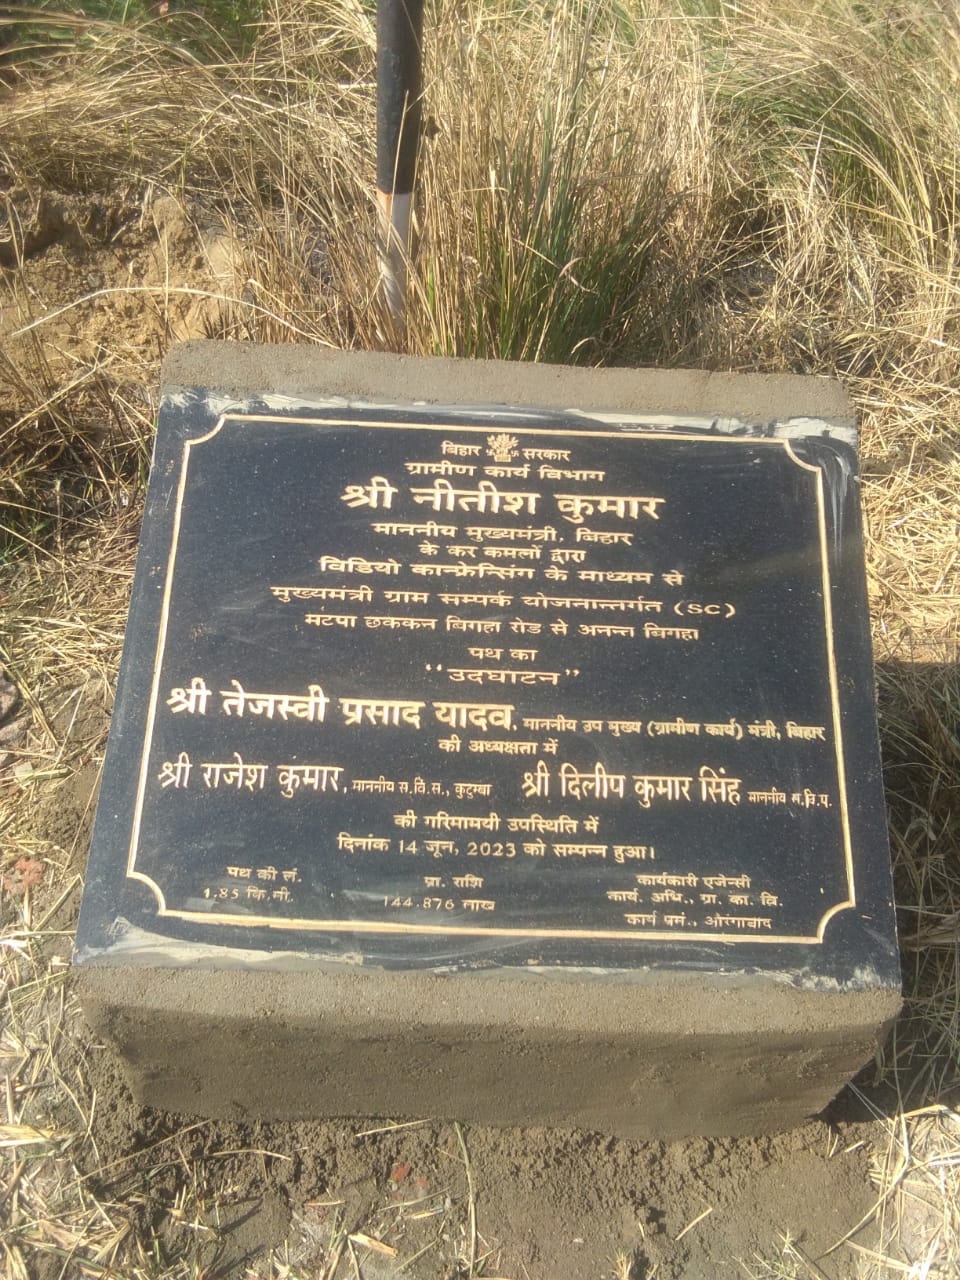 बिहार सरकार
ग्रामीण कार्य विभाग
श्री नीतीश कुमार
माननीय मुख्यमंत्री, बिहार
के कर कमलों द्वारा
विडियो कान्फ्रेन्सिंग के माध्यम से
मुख्यमंत्री ग्राम सम्पर्क योजनान्तर्गत (SC)
मटपा छककन बिगहा रोड से अनन्त बिगहा
पथ का
"उदघाटन"
श्री तेजस्वी प्रसाद यादव, माननीय उप मुख्य (ग्रामीण कार्य) मंत्री, बिहार
की अध्यक्षता में
श्री राजेश कुमार, माननीय स.वि.स., कुटुम्बा श्री दिलीप कुमार सिंह माननीय स.वि.प.
की गरिमामयी उपस्थिति में
दिनांक 14 जून, 2023 को सम्पन्न हुआ।
पथ की लं. प्रा. राशि कार्यकारी एजेन्सी
1.85 कि.मी. 144.876 लाख कार्य. अभि., ग्रा. का. वि.
कार्य प्रमं., औरंगाबाद